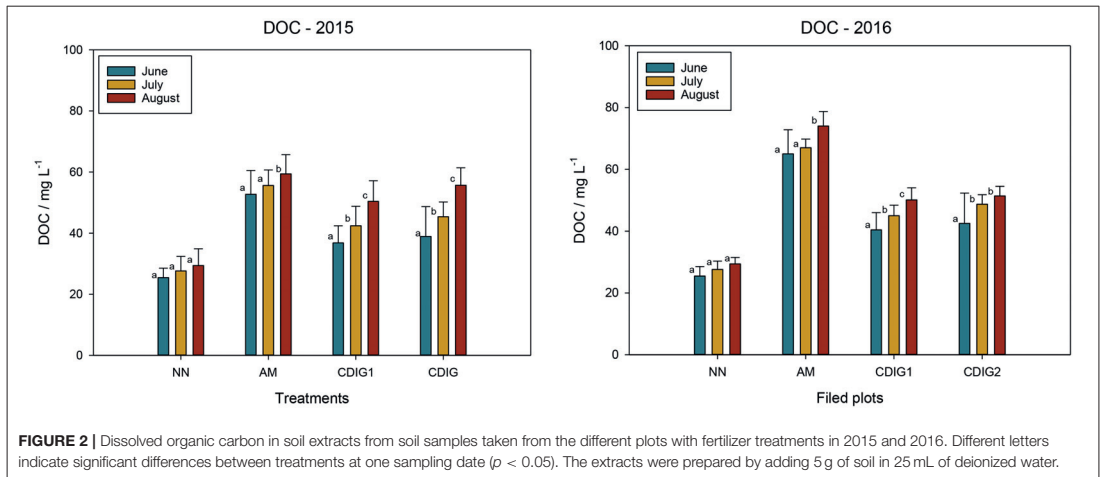 DOC - 2015
100
80
60
40
20
0
DOC / mg L⁻¹
June
July
August
a
a
a
a
a
b
a
b
c
a
b
c
NN
AM
CDIG1
CDIG
Treatments
DOC - 2016
100
80
60
40
20
0
DOC / mg L⁻¹
June
July
August
a
a
a
a
a
b
a
b
c
a
b
b
NN
AM
CDIG1
CDIG2
Filed plots
FIGURE 2 | Dissolved organic carbon in soil extracts from soil samples taken from the different plots with fertilizer treatments in 2015 and 2016. Different letters
indicate significant differences between treatments at one sampling date (p < 0.05). The extracts were prepared by adding 5 g of soil in 25 mL of deionized water.